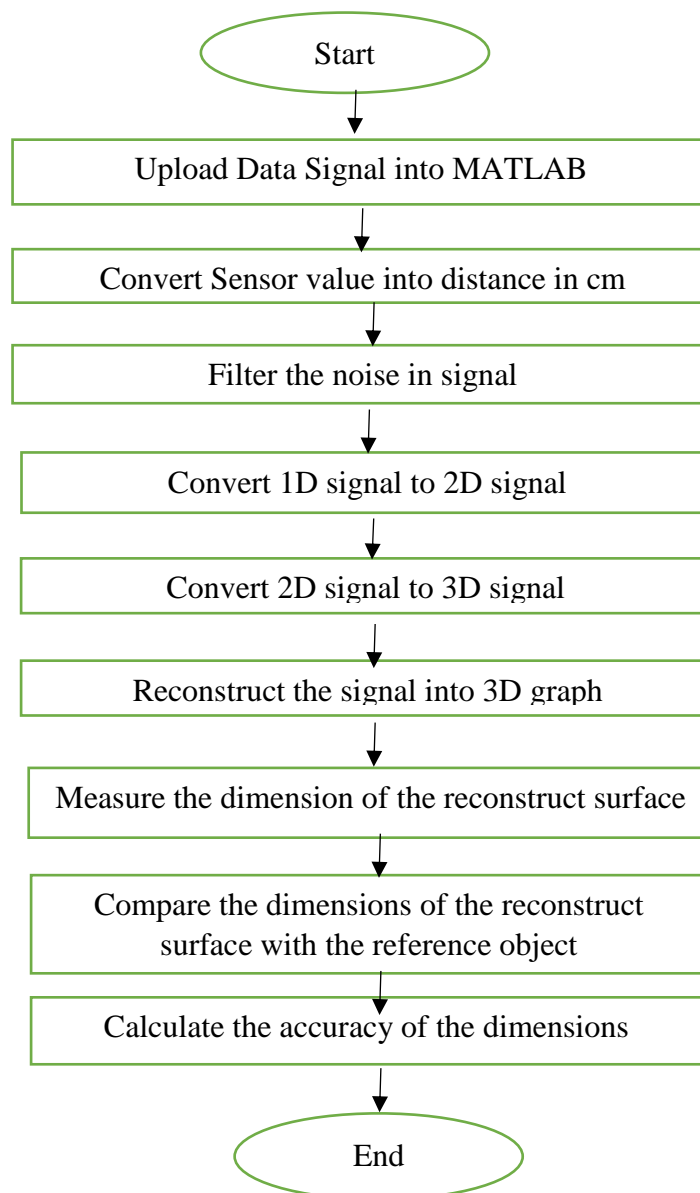 Start
Upload Data Signal into MATLAB
Convert Sensor value into distance in cm
Filter the noise in signal
Convert 1D signal to 2D signal
Convert 2D signal to 3D signal
Reconstruct the signal into 3D graph
Measure the dimension of the reconstruct surface
Compare the dimensions of the reconstruct
surface with the reference object
Calculate the accuracy of the dimensions
End